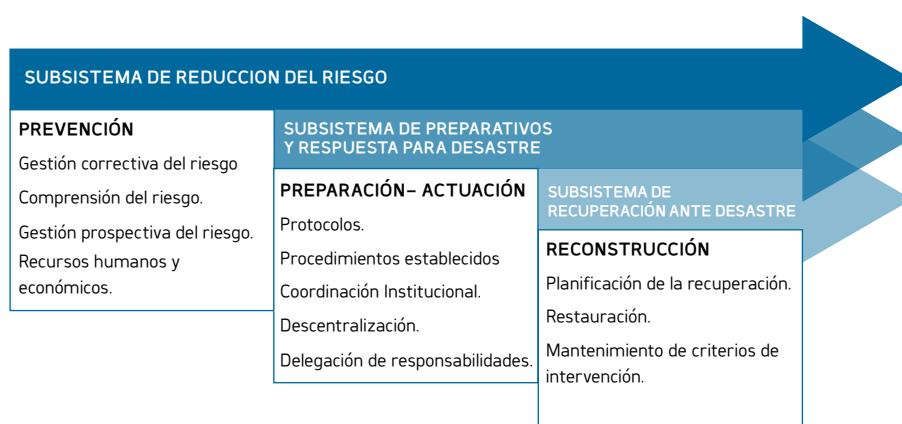 SUBSISTEMA DE REDUCCION DEL RIESGO
PREVENCIÓN
Gestión correctiva del riesgo
Comprensión del riesgo.
Gestión prospectiva del riesgo.
Recursos humanos y
económicos.
SUBSISTEMA DE PREPARATIVOS
Y RESPUESTA PARA DESASTRE
PREPARACIÓN– ACTUACIÓN
Protocolos.
Procedimientos establecidos
Coordinación Institucional.
Descentralización.
Delegación de responsabilidades.
SUBSISTEMA DE
RECUPERACIÓN ANTE DESASTRE
RECONSTRUCCIÓN
Planificación de la recuperación.
Restauración.
Mantenimiento de criterios de
intervención.